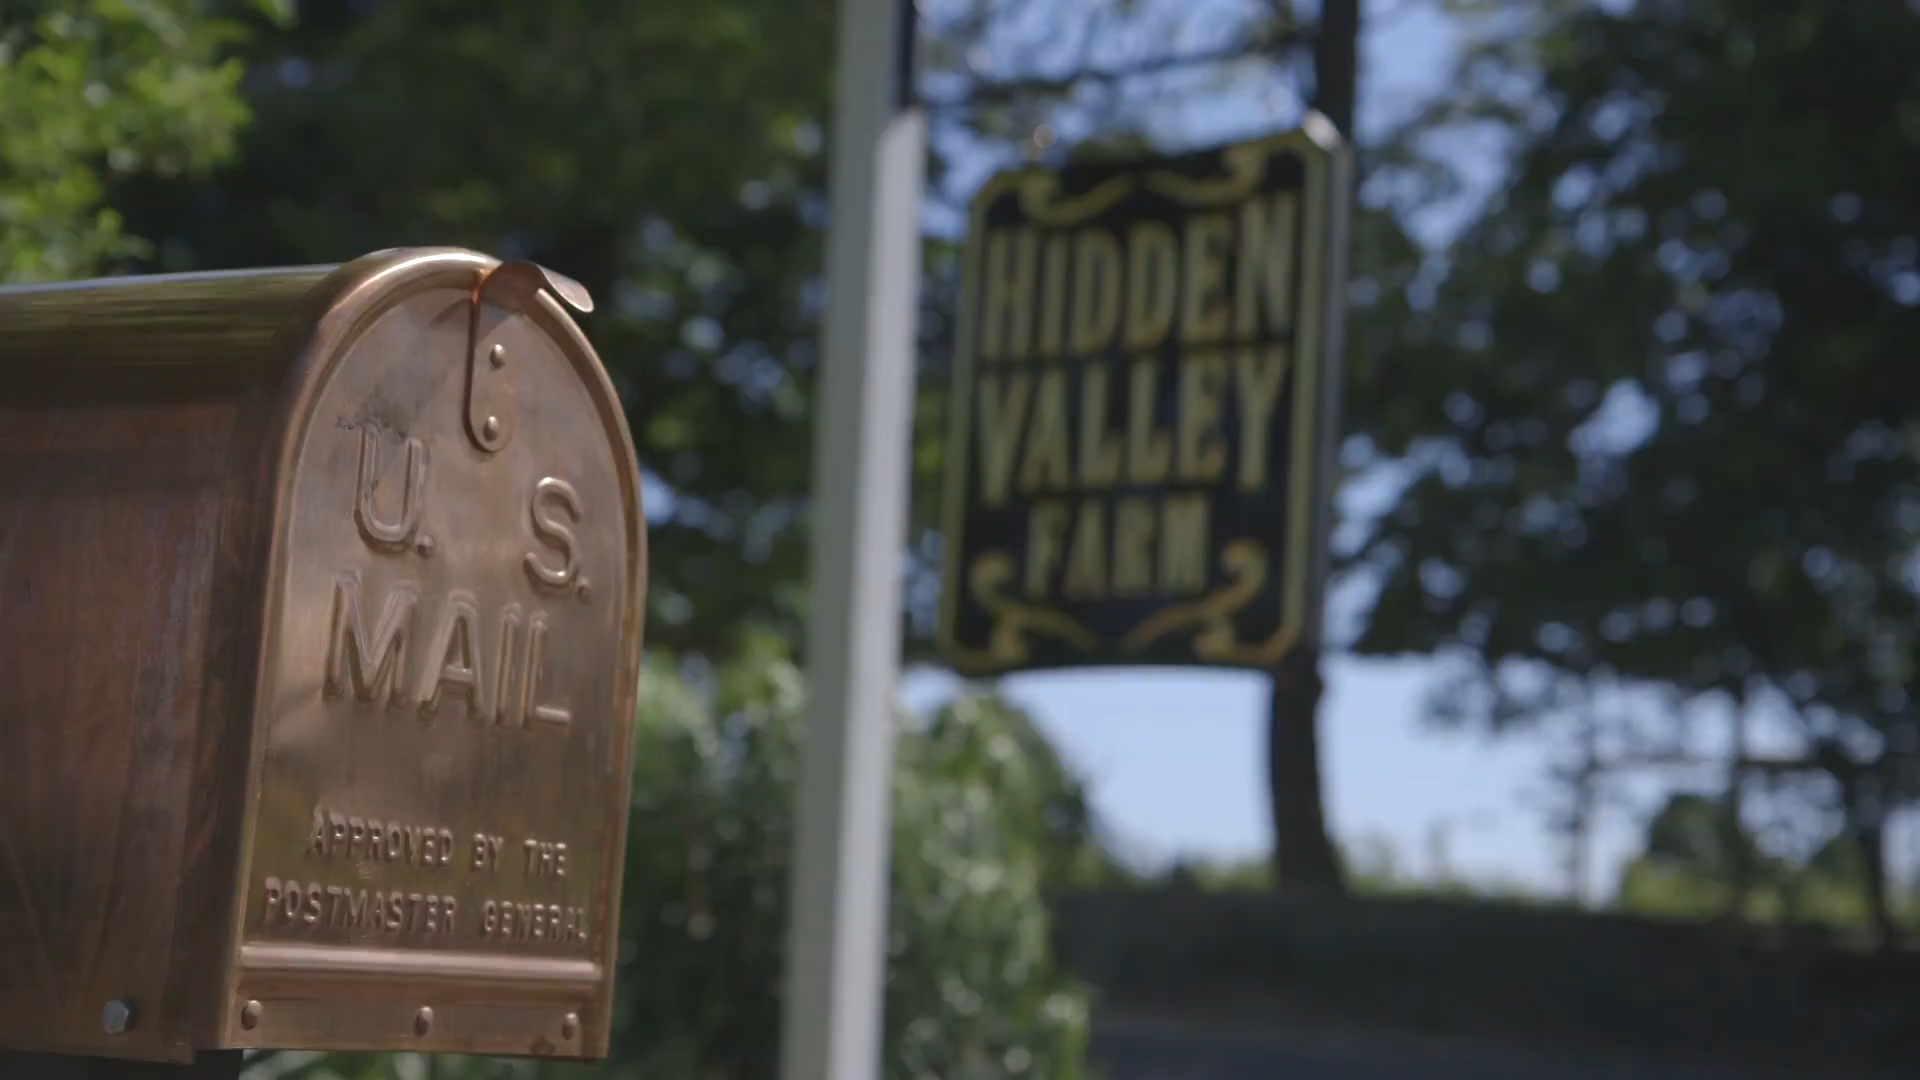 U. S.
MAIL
APPROVED BY THE
POSTMASTER GENERAL
HIDDEN
VALLEY
FARM